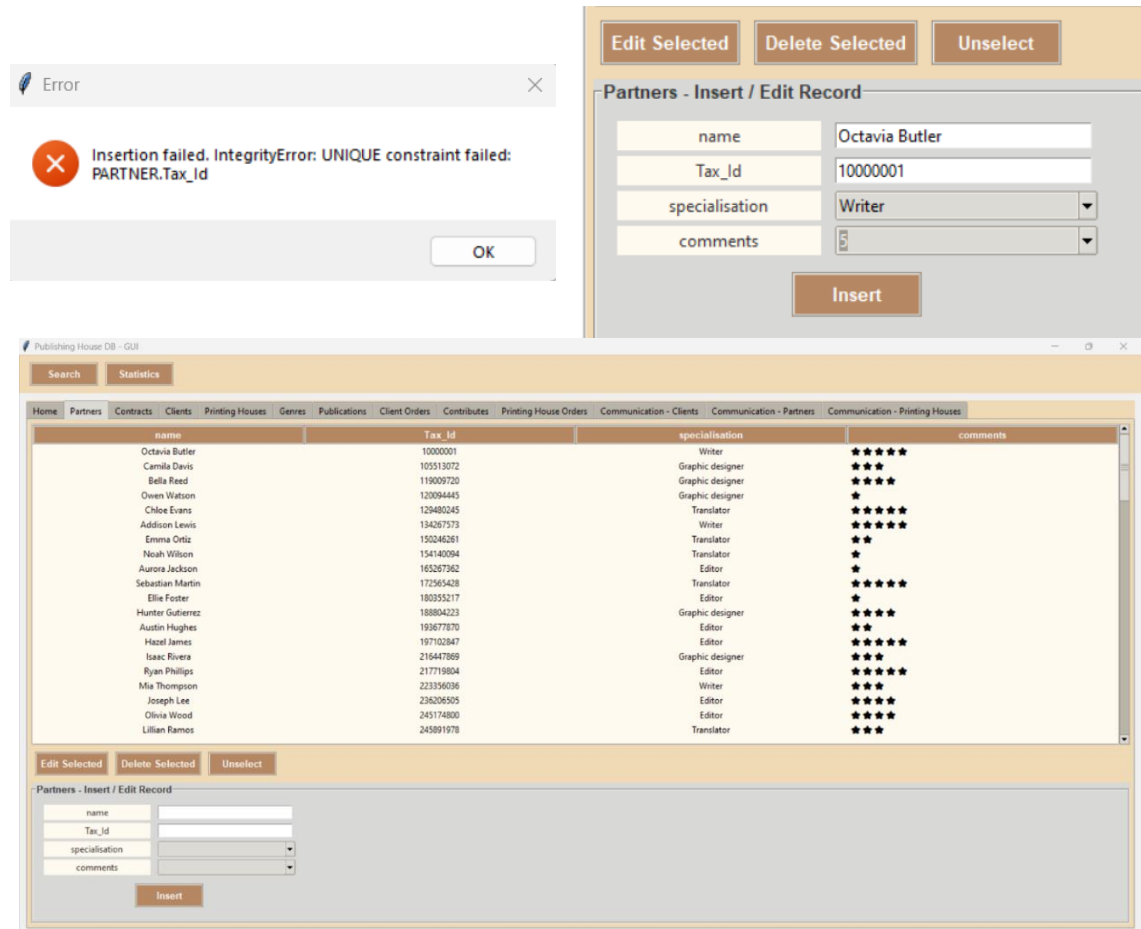 Error
Insertion failed. IntegrityError: UNIQUE constraint failed:
PARTNER.Tax_Id
OK
Edit Selected Delete Selected Unselect
Partners - Insert / Edit Record
name Octavia Butler
Tax_Id 10000001
specialisation Writer
comments 5
Insert
Publishing House DB - GUI
Search Statistics
Home Partners Contracts Clients Printing Houses Genres Publications Client Orders Contributes Printing House Orders Communication - Clients Communication - Partners Communication - Printing Houses
name Tax_Id specialisation comments
Octavia Butler 10000001 Writer ★★★★★
Camila Davis 105513072 Graphic designer ★★★
Bella Reed 119009720 Graphic designer ★★★★
Owen Watson 120094445 Graphic designer ★
Chloe Evans 129480245 Translator ★★★★★
Addison Lewis 134267573 Writer ★★★★★
Emma Ortiz 150246261 Translator ★★
Noah Wilson 154140094 Translator ★
Aurora Jackson 165267362 Editor ★
Sebastian Martin 172565428 Translator ★★★★★
Ellie Foster 180355217 Editor ★
Hunter Gutierrez 188804223 Graphic designer ★★★★
Austin Hughes 193677870 Editor ★★
Hazel James 197102847 Editor ★★★★★
Isaac Rivera 216447869 Graphic designer ★★★
Ryan Phillips 217719804 Editor ★★★★★
Mia Thompson 223356036 Writer ★★★
Joseph Lee 236206505 Editor ★★★★
Olivia Wood 245174800 Editor ★★★★
Lillian Ramos 245891978 Translator ★★★
Edit Selected Delete Selected Unselect
Partners - Insert / Edit Record
name
Tax_Id
specialisation
comments
Insert